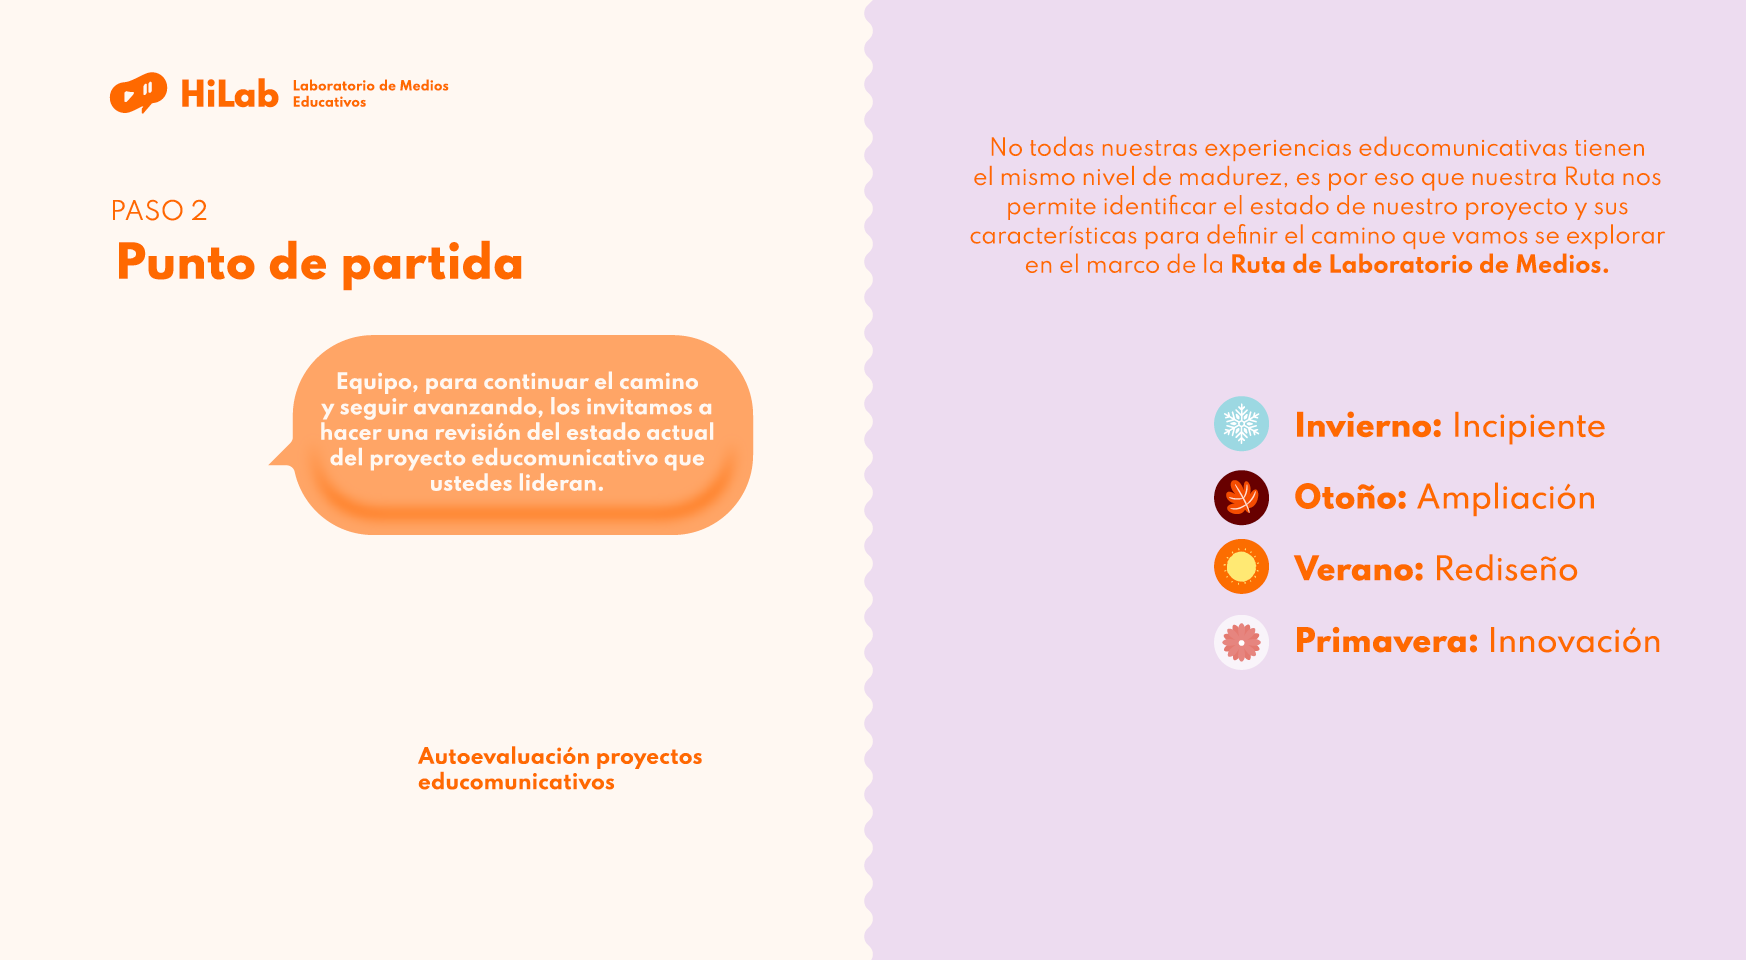 HiLab
Laboratorio de Medios
Educativos
PASO 2
Punto de partida
Equipo, para continuar el camino
y seguir avanzando, los invitamos a
hacer una revisión del estado actual
del proyecto educomunicativo que
ustedes lideran.
Autoevaluación proyectos
educomunicativos
No todas nuestras experiencias educomunicativas tienen
el mismo nivel de madurez, es por eso que nuestra Ruta nos
permite identificar el estado de nuestro proyecto y sus
características para definir el camino que vamos se explorar
en el marco de la Ruta de Laboratorio de Medios.
Invierno: Incipiente
Otoño: Ampliación
Verano: Rediseño
Primavera: Innovación